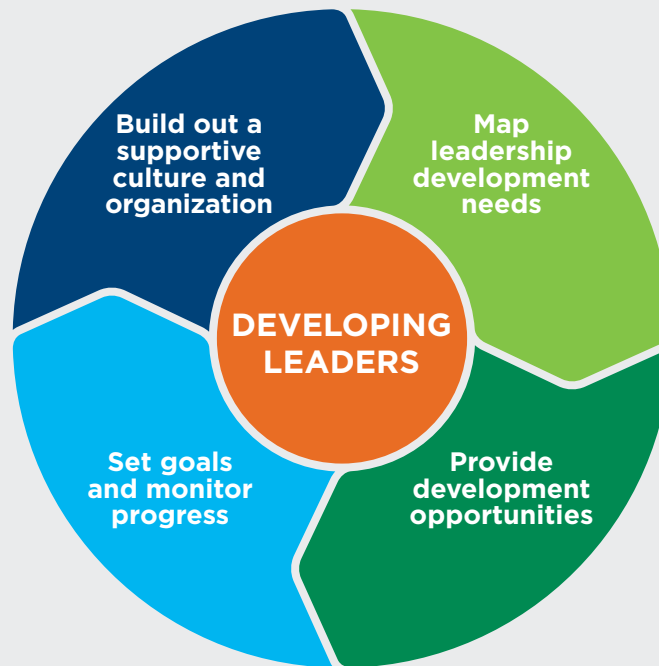 Build out a
supportive
culture and
organization
Map
leadership
development
needs
DEVELOPING
LEADERS
Set goals
and monitor
progress
Provide
development
opportunities